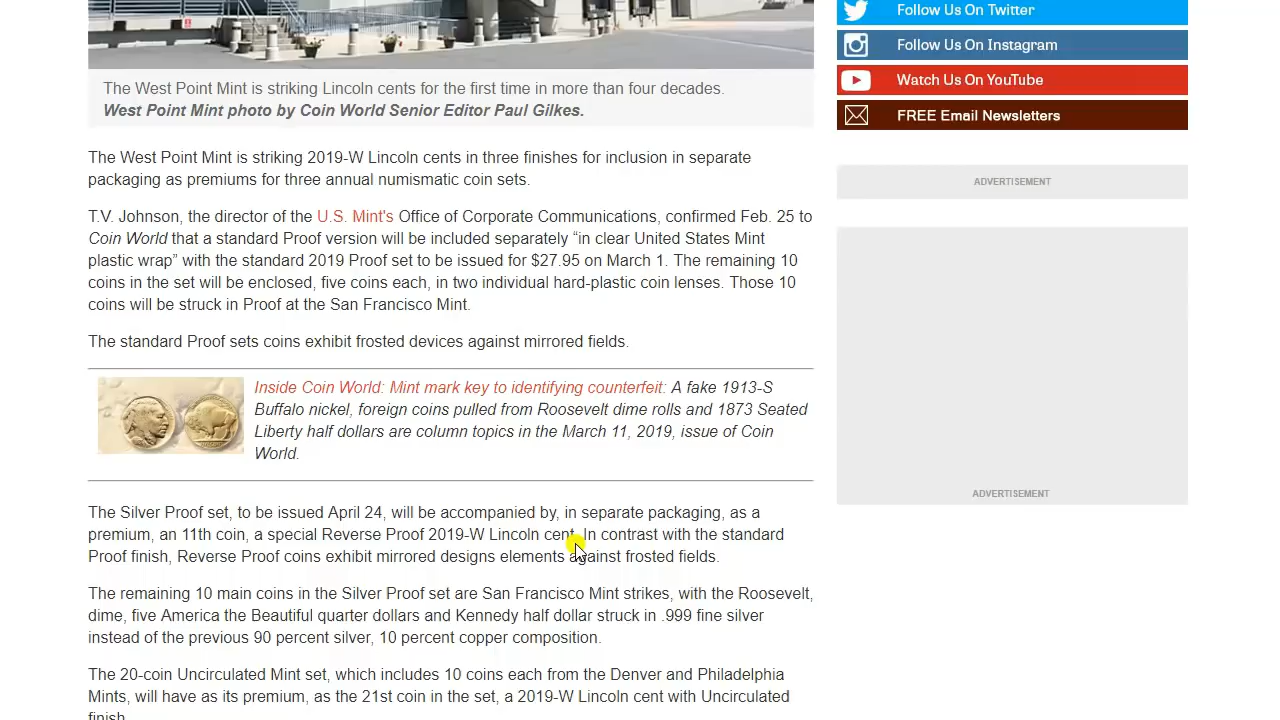 The West Point Mint is striking Lincoln cents for the first time in more than four decades.
West Point Mint photo by Coin World Senior Editor Paul Gilkes.
The West Point Mint is striking 2019-W Lincoln cents in three finishes for inclusion in separate
packaging as premiums for three annual numismatic coin sets.
T.V. Johnson, the director of the U.S. Mint's Office of Corporate Communications, confirmed Feb. 25 to
Coin World that a standard Proof version will be included separately “in clear United States Mint
plastic wrap” with the standard 2019 Proof set to be issued for $27.95 on March 1. The remaining 10
coins in the set will be enclosed, five coins each, in two individual hard-plastic coin lenses. Those 10
coins will be struck in Proof at the San Francisco Mint.
The standard Proof sets coins exhibit frosted devices against mirrored fields.
Inside Coin World: Mint mark key to identifying counterfeit: A fake 1913-S
Buffalo nickel, foreign coins pulled from Roosevelt dime rolls and 1873 Seated
Liberty half dollars are column topics in the March 11, 2019, issue of Coin
World.
The Silver Proof set, to be issued April 24, will be accompanied by, in separate packaging, as a
premium, an 11th coin, a special Reverse Proof 2019-W Lincoln cent. In contrast with the standard
Proof finish, Reverse Proof coins exhibit mirrored designs elements against frosted fields.
The remaining 10 main coins in the Silver Proof set are San Francisco Mint strikes, with the Roosevelt,
dime, five America the Beautiful quarter dollars and Kennedy half dollar struck in .999 fine silver
instead of the previous 90 percent silver, 10 percent copper composition.
The 20-coin Uncirculated Mint set, which includes 10 coins each from the Denver and Philadelphia
Mints, will have as its premium, as the 21st coin in the set, a 2019-W Lincoln cent with Uncirculated
finish.
Follow Us On Twitter
Follow Us On Instagram
Watch Us On YouTube
FREE Email Newsletters
ADVERTISEMENT
ADVERTISEMENT